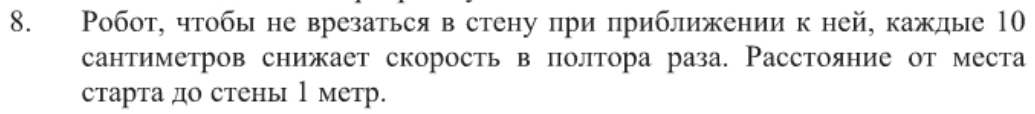 8. Робот, чтобы не врезаться в стену при приближении к ней, каждые 10
сантиметров снижает скорость в полтора раза. Расстояние от места
старта до стены 1 метр.